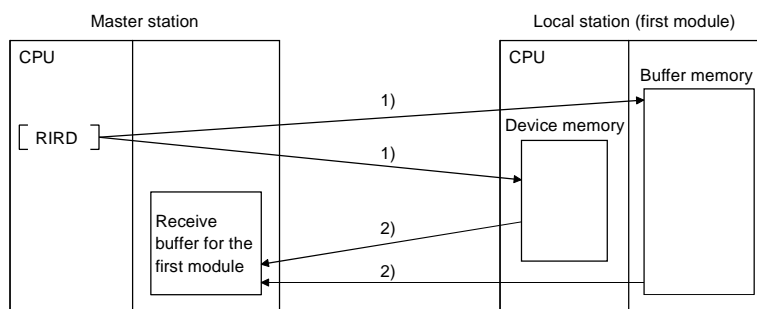 Master station
Local station (first module)
CPU
CPU
Buffer memory
1)
RIRD
Device memory
1)
Receive
buffer for the
first module
2)
2)